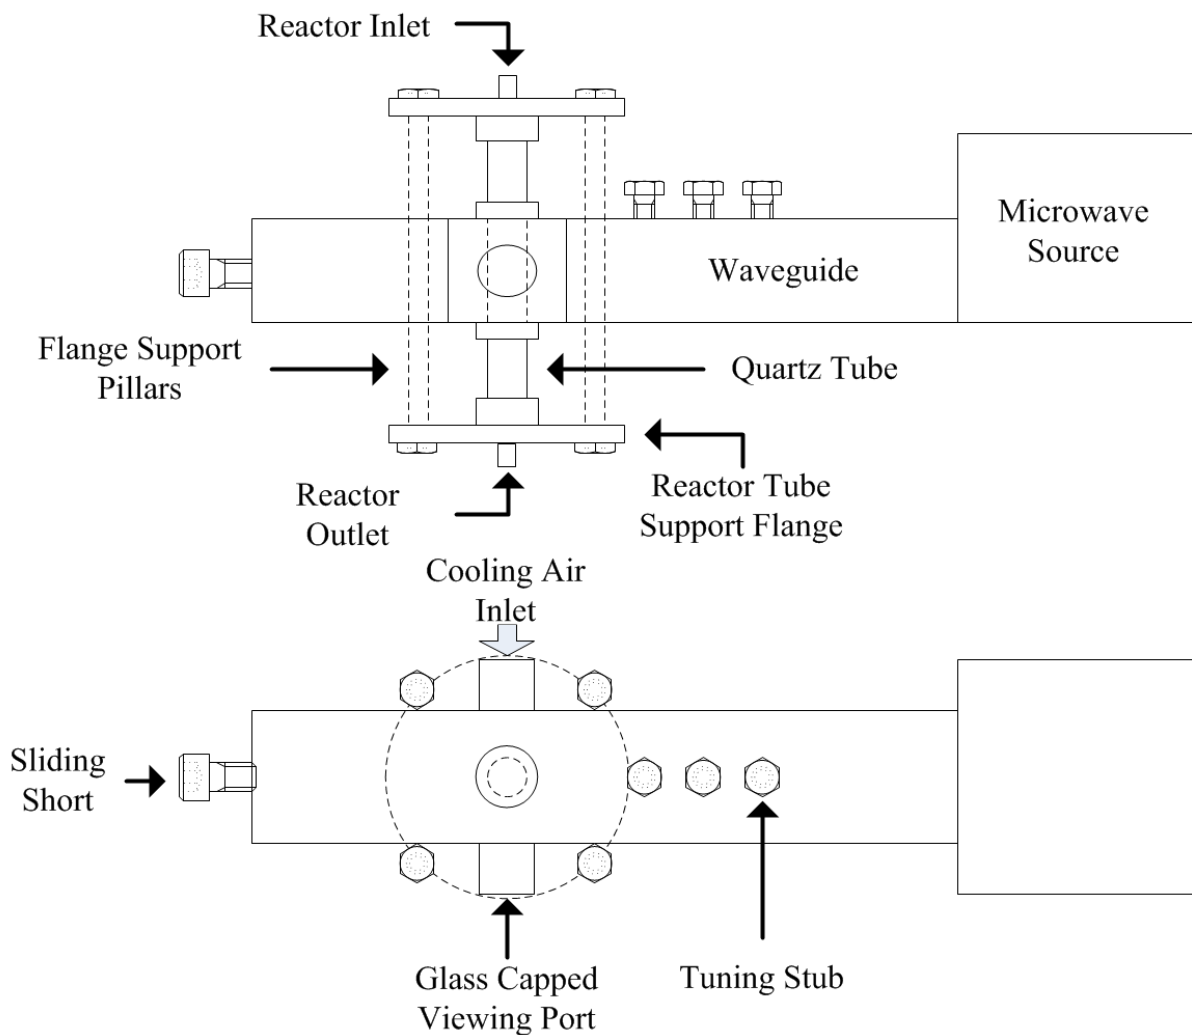 Reactor Inlet
Microwave
Source
Waveguide
Flange Support
Pillars
Quartz Tube
Reactor
Outlet
Reactor Tube
Support Flange
Cooling Air
Inlet
Sliding
Short
Glass Capped
Viewing Port
Tuning Stub